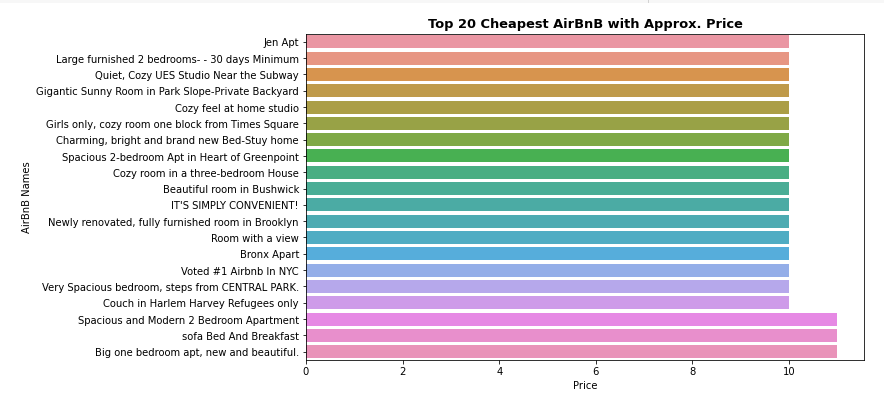 Top 20 Cheapest AirBnB with Approx. Price
Jen Apt
Large furnished 2 bedrooms- - 30 days Minimum
Quiet, Cozy UES Studio Near the Subway
Gigantic Sunny Room in Park Slope-Private Backyard
Cozy feel at home studio
Girls only, cozy room one block from Times Square
Charming, bright and brand new Bed-Stuy home
Spacious 2-bedroom Apt in Heart of Greenpoint
Cozy room in a three-bedroom House
Beautiful room in Bushwick
IT'S SIMPLY CONVENIENT!
Newly renovated, fully furnished room in Brooklyn
Room with a view
Bronx Apart
Voted #1 Airbnb In NYC
Very Spacious bedroom, steps from CENTRAL PARK.
Couch in Harlem Harvey Refugees only
Spacious and Modern 2 Bedroom Apartment
sofa Bed And Breakfast
Big one bedroom apt, new and beautiful.
AirBnB Names
0 2 4 6 8 10
Price